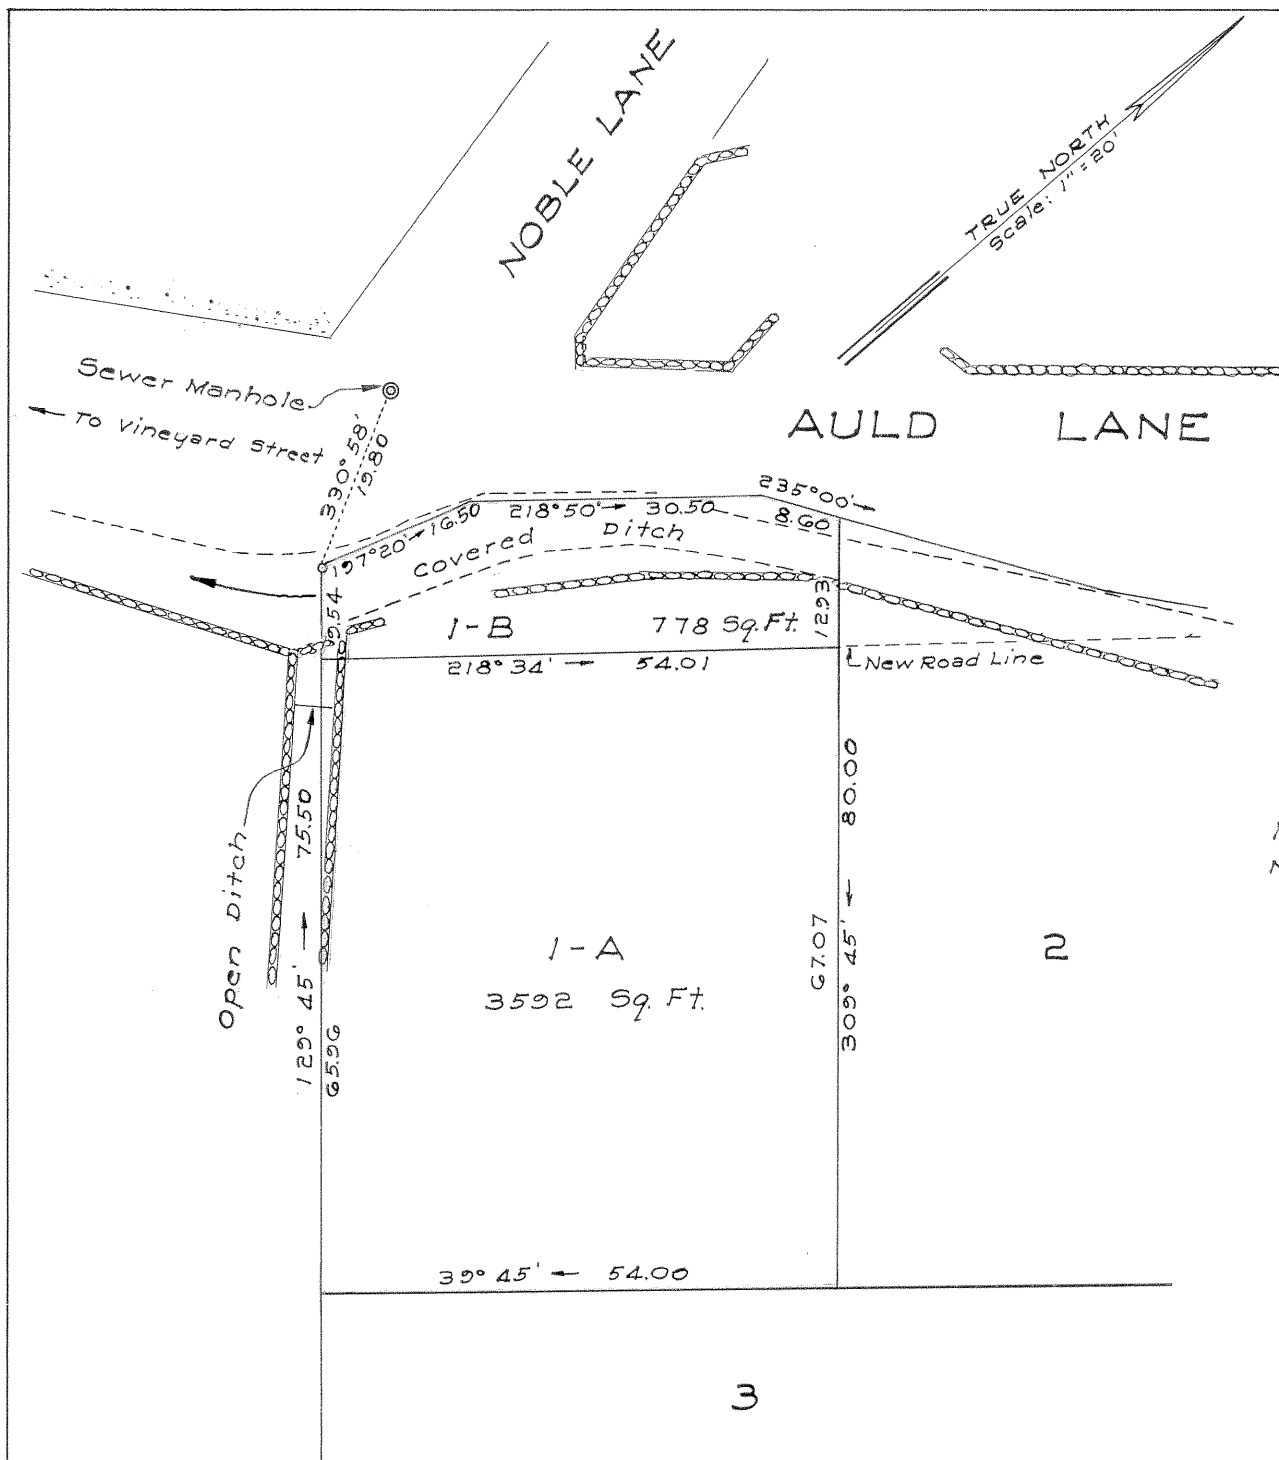 NOBLE LANE
TRUE NORTH
Scale: 1" = 20'
Sewer Manhole
To Vineyard Street
330° 58'
19.80
AULD LANE
235° 00'
8.60
197° 20' 16.50
218° 50' 30.50
Covered Ditch
9.54
12.93
1-B 778 Sq. Ft.
218° 34' 54.01
New Road Line
Open Ditch
129° 45' 75.50
65.96
1-A
3592 Sq. Ft.
67.07
309° 45' 80.00
2
39° 45' 54.00
3